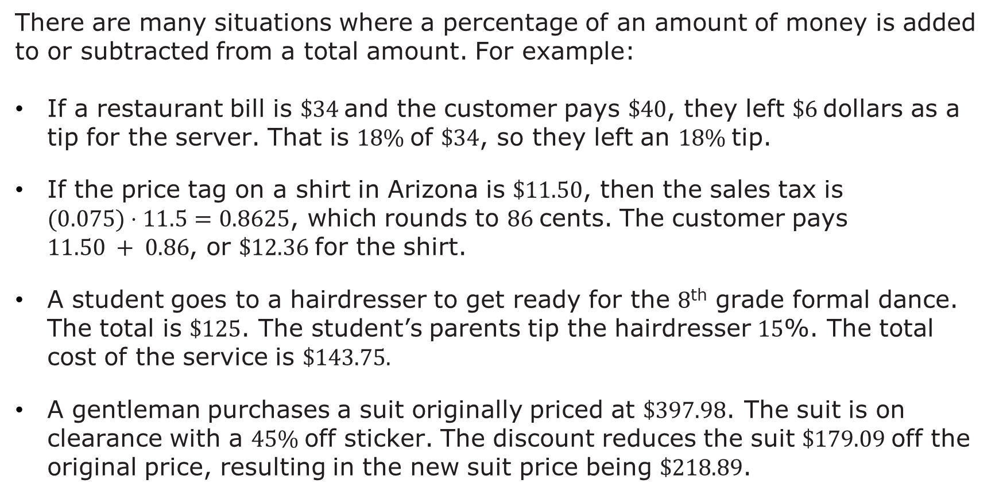 There are many situations where a percentage of an amount of money is added
to or subtracted from a total amount. For example:
• If a restaurant bill is $34 and the customer pays $40, they left $6 dollars as a
tip for the server. That is 18% of $34, so they left an 18% tip.
• If the price tag on a shirt in Arizona is $11.50, then the sales tax is
(0.075) · 11.5 = 0.8625, which rounds to 86 cents. The customer pays
11.50 + 0.86, or $12.36 for the shirt.
• A student goes to a hairdresser to get ready for the 8th grade formal dance.
The total is $125. The student’s parents tip the hairdresser 15%. The total
cost of the service is $143.75.
• A gentleman purchases a suit originally priced at $397.98. The suit is on
clearance with a 45% off sticker. The discount reduces the suit $179.09 off the
original price, resulting in the new suit price being $218.89.